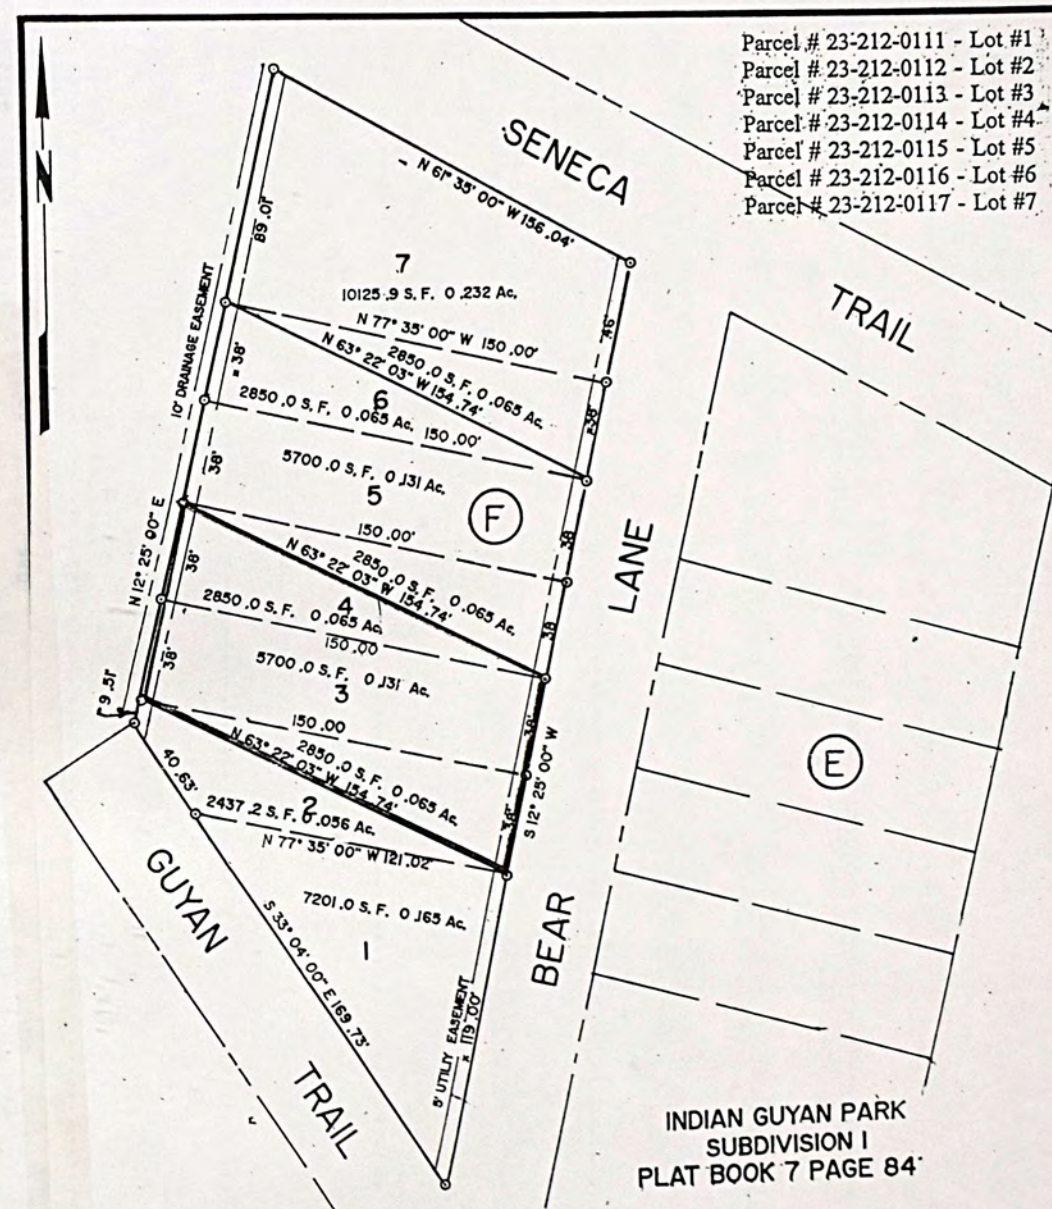 Parcel # 23-212-0111 - Lot #1
Parcel # 23-212-0112 - Lot #2
Parcel # 23-212-0113 - Lot #3
Parcel # 23-212-0114 - Lot #4
Parcel # 23-212-0115 - Lot #5
Parcel # 23-212-0116 - Lot #6
Parcel # 23-212-0117 - Lot #7
N
SENECA
TRAIL
N 61° 35' 00" W 156.04'
89.01'
7
10125.9 S.F. 0.232 Ac.
46'
10' DRAINAGE EASEMENT
N 77° 35' 00" W 150.00'
N 63° 22' 03" W 154.74'
2850.0 S.F. 0.065 Ac.
38'
6
38'
2850.0 S.F. 0.065 Ac. 150.00'
5700.0 S.F. 0.131 Ac.
38'
5
F
38
150.00'
N 63° 22' 03" W 154.74'
2850.0 S.F. 0.065 Ac.
N 12° 25' 00" E
38'
4
38
2850.0 S.F. 0.065 Ac.
150.00
LANE
5700.0 S.F. 0.131 Ac.
38'
3
38'
150.00
N 63° 22' 03" W 154.74'
2850.0 S.F. 0.065 Ac.
S 12° 25' 00" W
9.51'
E
40.63'
2
38'
2437.2 S.F. 0.056 Ac.
N 77° 35' 00" W 121.02'
7201.0 S.F. 0.165 Ac.
1
GUYAN
TRAIL
S 33° 04' 00" E 169.73'
BEAR
5' UTILIY EASEMENT
119.00'
INDIAN GUYAN PARK
SUBDIVISION I
PLAT BOOK 7 PAGE 84